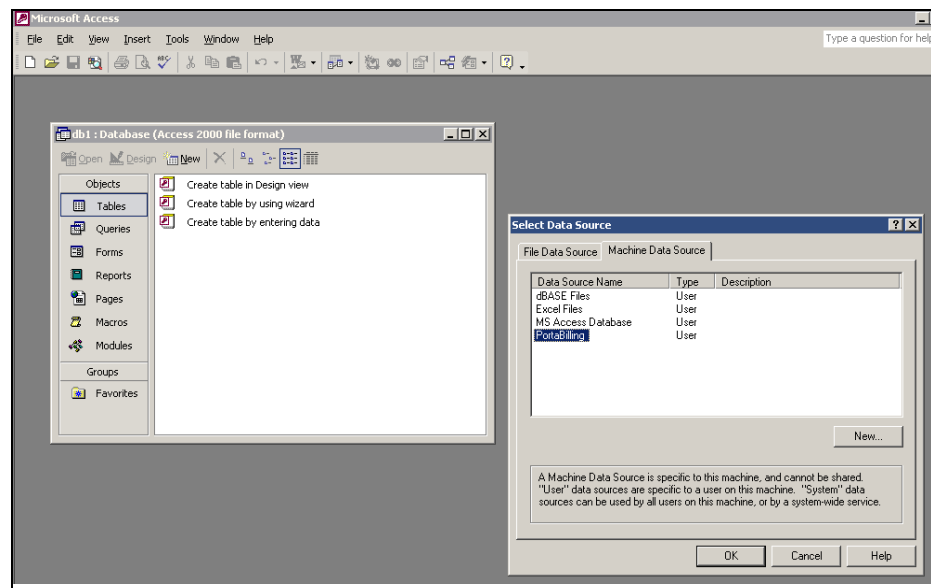 Microsoft Access
File Edit View Insert Tools Window Help
Type a question for help
db1 : Database (Access 2000 file format)
Open Design New
Objects
Tables
Queries
Forms
Reports
Pages
Macros
Modules
Groups
Favorites
Create table in Design view
Create table by using wizard
Create table by entering data
Select Data Source
File Data Source Machine Data Source
Data Source Name Type Description
dBASE Files User
Excel Files User
MS Access Database User
PortaBilling User
New...
A Machine Data Source is specific to this machine, and cannot be shared.
"User" data sources are specific to a user on this machine. "System" data
sources can be used by all users on this machine, or by a system-wide service.
OK Cancel Help